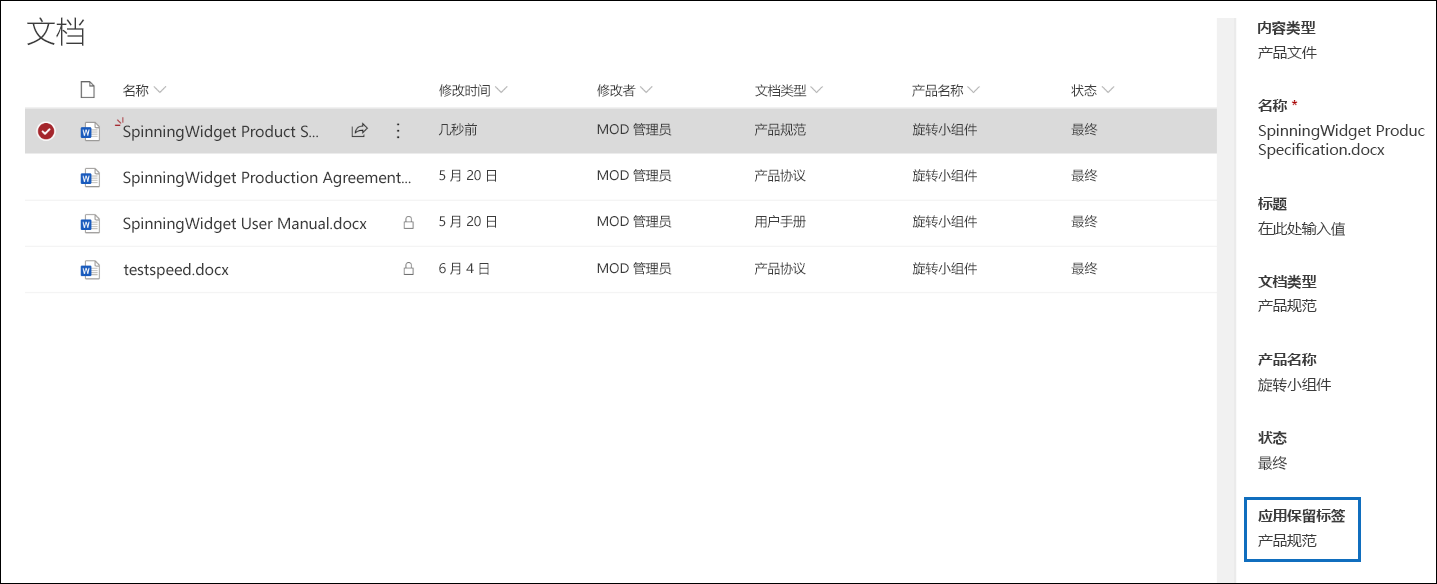 文档
名称 修改时间 修改者 文档类型 产品名称 状态
SpinningWidget Product S... 几秒前 MOD 管理员 产品规范 旋转小组件 最终
SpinningWidget Production Agreement... 5 月 20 日 MOD 管理员 产品协议 旋转小组件 最终
SpinningWidget User Manual.docx 5 月 20 日 MOD 管理员 用户手册 旋转小组件 最终
testspeed.docx 6 月 4 日 MOD 管理员 产品协议 旋转小组件 最终
内容类型
产品文件
名称 *
SpinningWidget Produc
Specification.docx
标题
在此处输入值
文档类型
产品规范
产品名称
旋转小组件
状态
最终
应用保留标签
产品规范